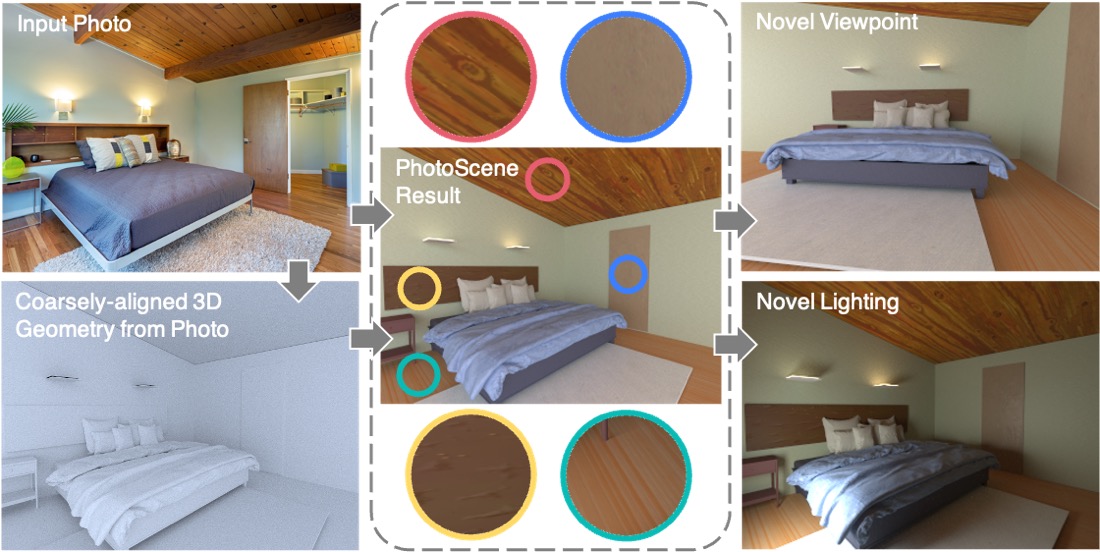 Input Photo
Coarsely-aligned 3D
Geometry from Photo
PhotoScene
Result
Novel Viewpoint
Novel Lighting